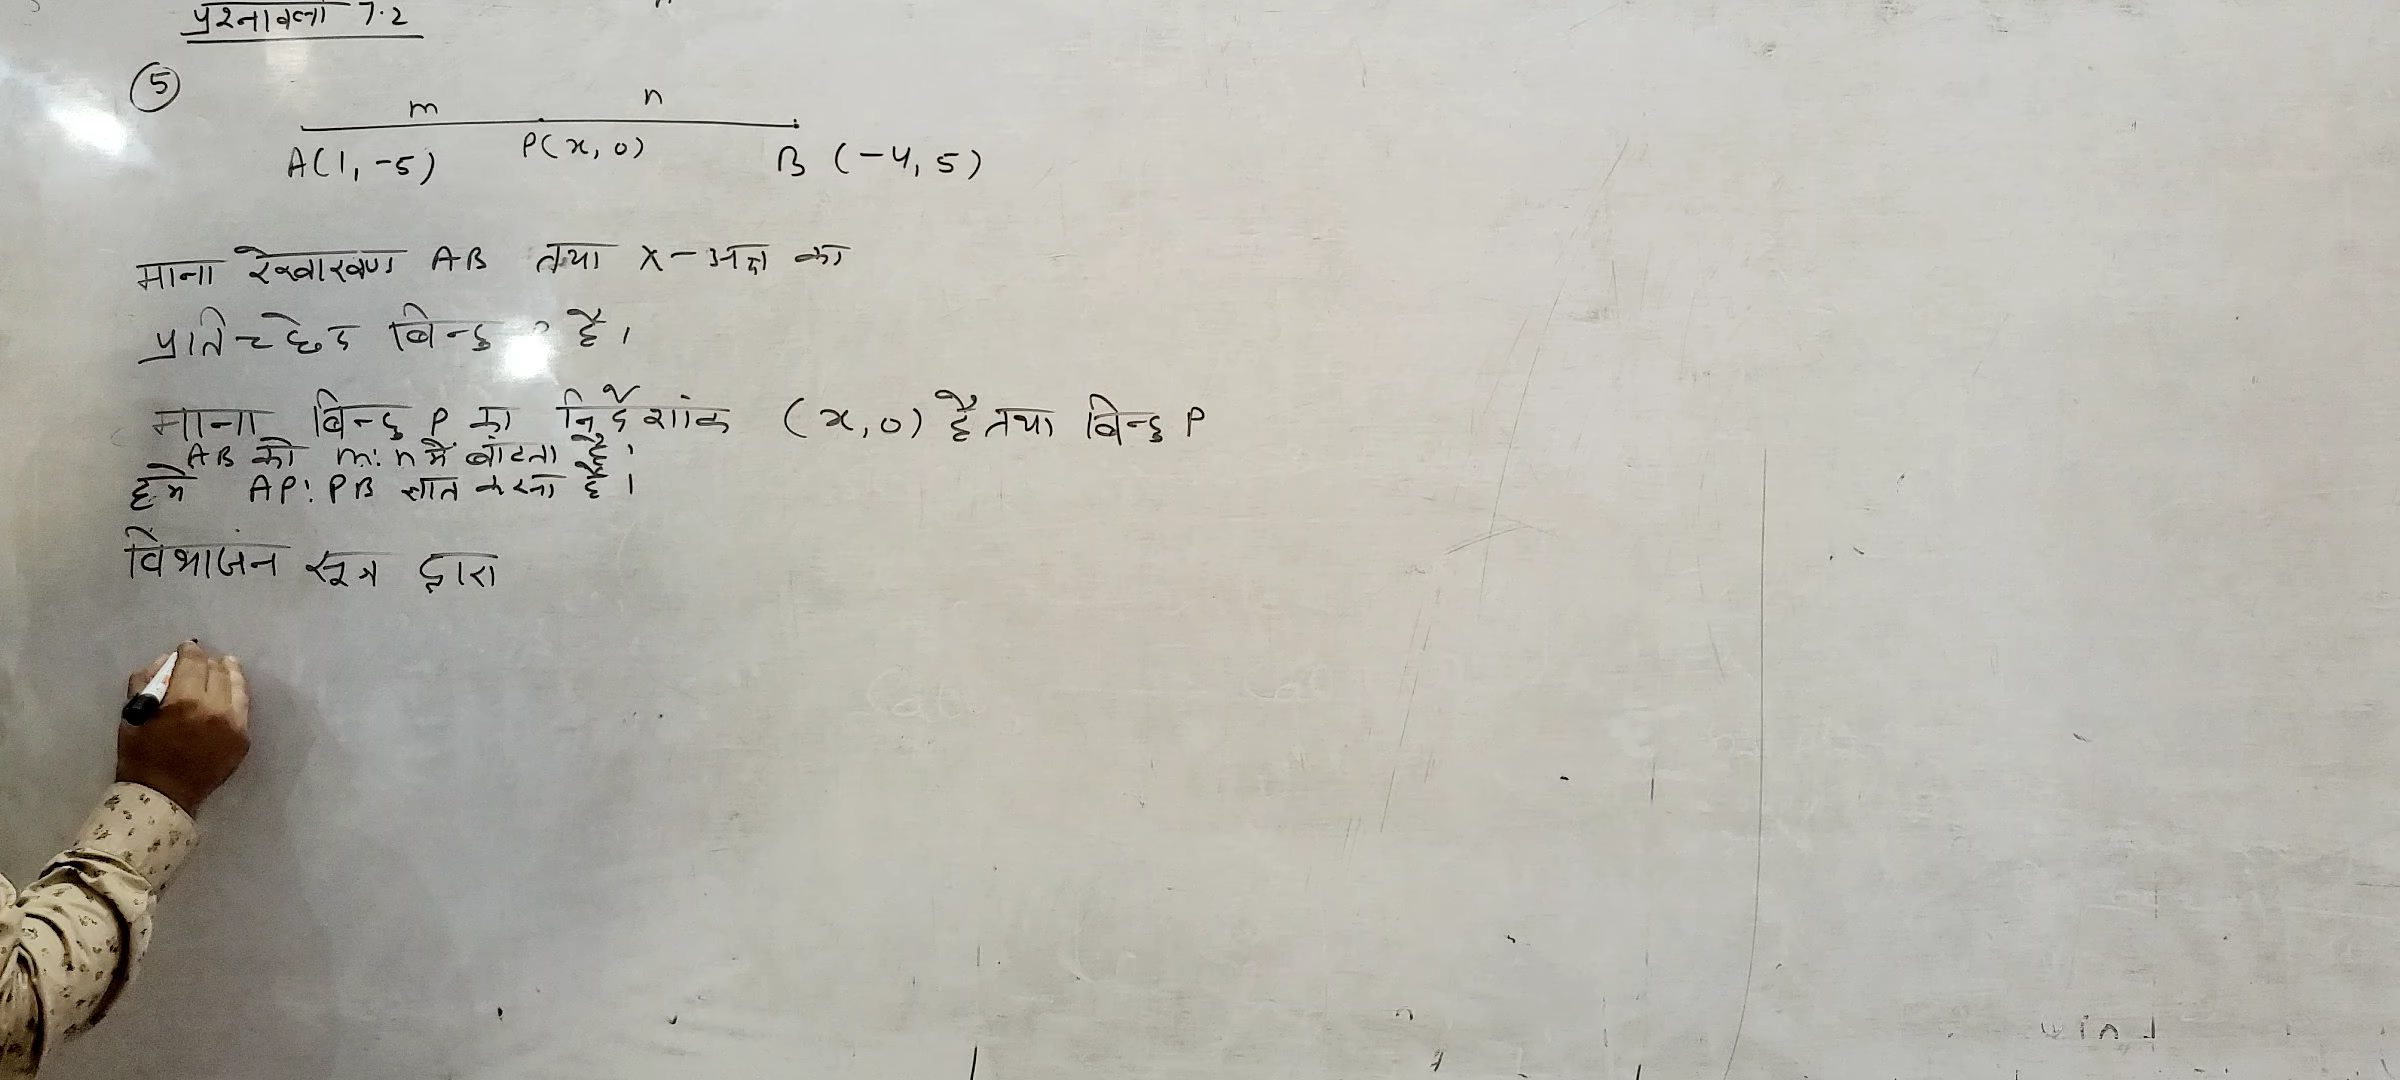 प्रश्नावली 7.2
5
m n
A(1, -5) P(x, 0) B (-4, 5)
माना रेखाखण्ड AB तथा x-अक्ष का
प्रतिच्छेद बिन्दु P है।
माना बिन्दु P का निर्देशांक (x, 0) है तथा बिन्दु P
AB को m:n में बांटता है।
हमें AP:PB ज्ञात करना है।
विभाजन सूत्र द्वारा